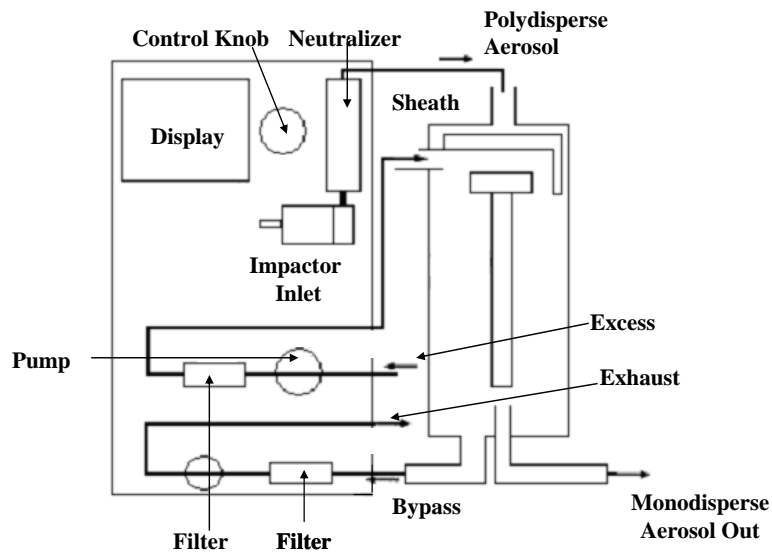 Polydisperse
Aerosol
Control Knob
Neutralizer
Sheath
Display
Impactor
Inlet
Excess
Pump
Exhaust
Bypass
Monodisperse
Aerosol Out
Filter
Filter